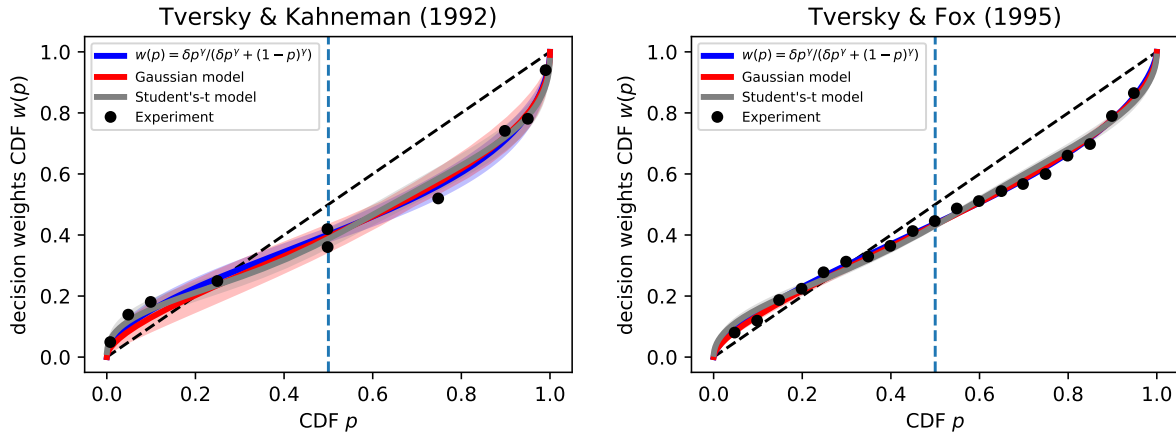 Tversky & Kahneman (1992)
w(p) = δp^γ/(δp^γ + (1 − p)^γ)
Gaussian model
Student's-t model
Experiment
decision weights CDF w(p)
1.0
0.8
0.6
0.4
0.2
0.0
0.0 0.2 0.4 0.6 0.8 1.0
CDF p
Tversky & Fox (1995)
w(p) = δp^γ/(δp^γ + (1 − p)^γ)
Gaussian model
Student's-t model
Experiment
decision weights CDF w(p)
1.0
0.8
0.6
0.4
0.2
0.0
0.0 0.2 0.4 0.6 0.8 1.0
CDF p